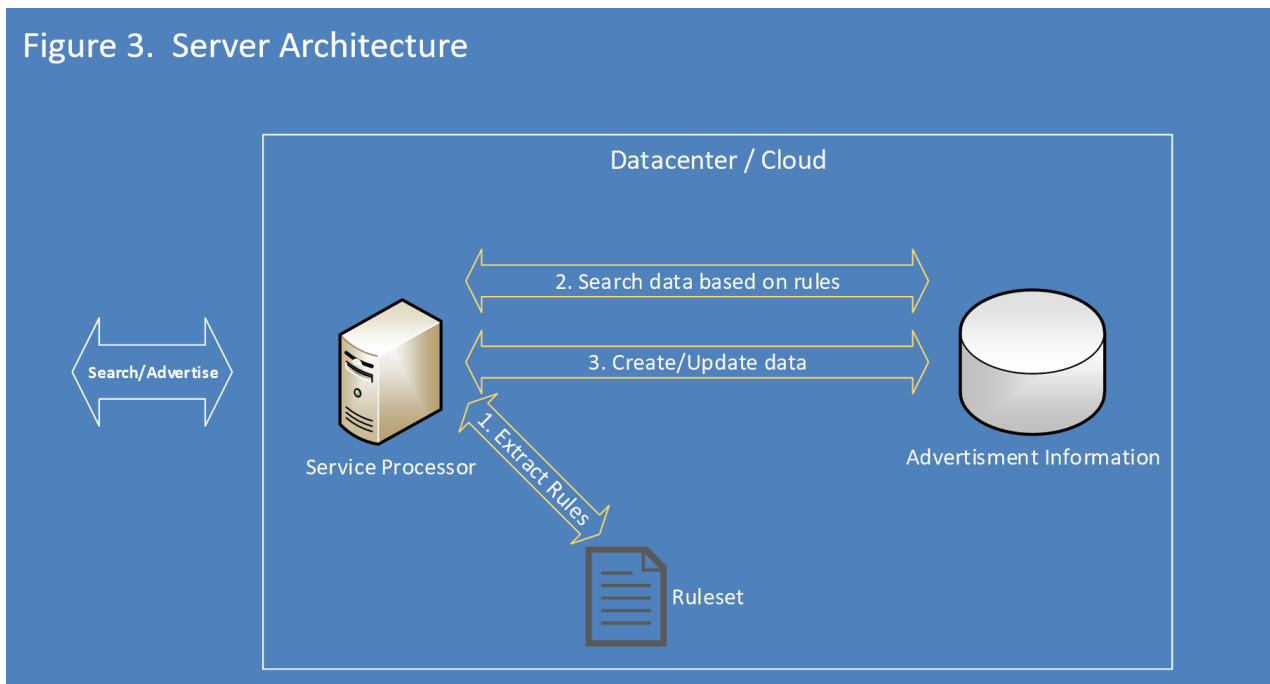 Figure 3. Server Architecture
Datacenter / Cloud
2. Search data based on rules
Search/Advertise
3. Create/Update data
1. Extract Rules
Service Processor
Advertisment Information
Ruleset